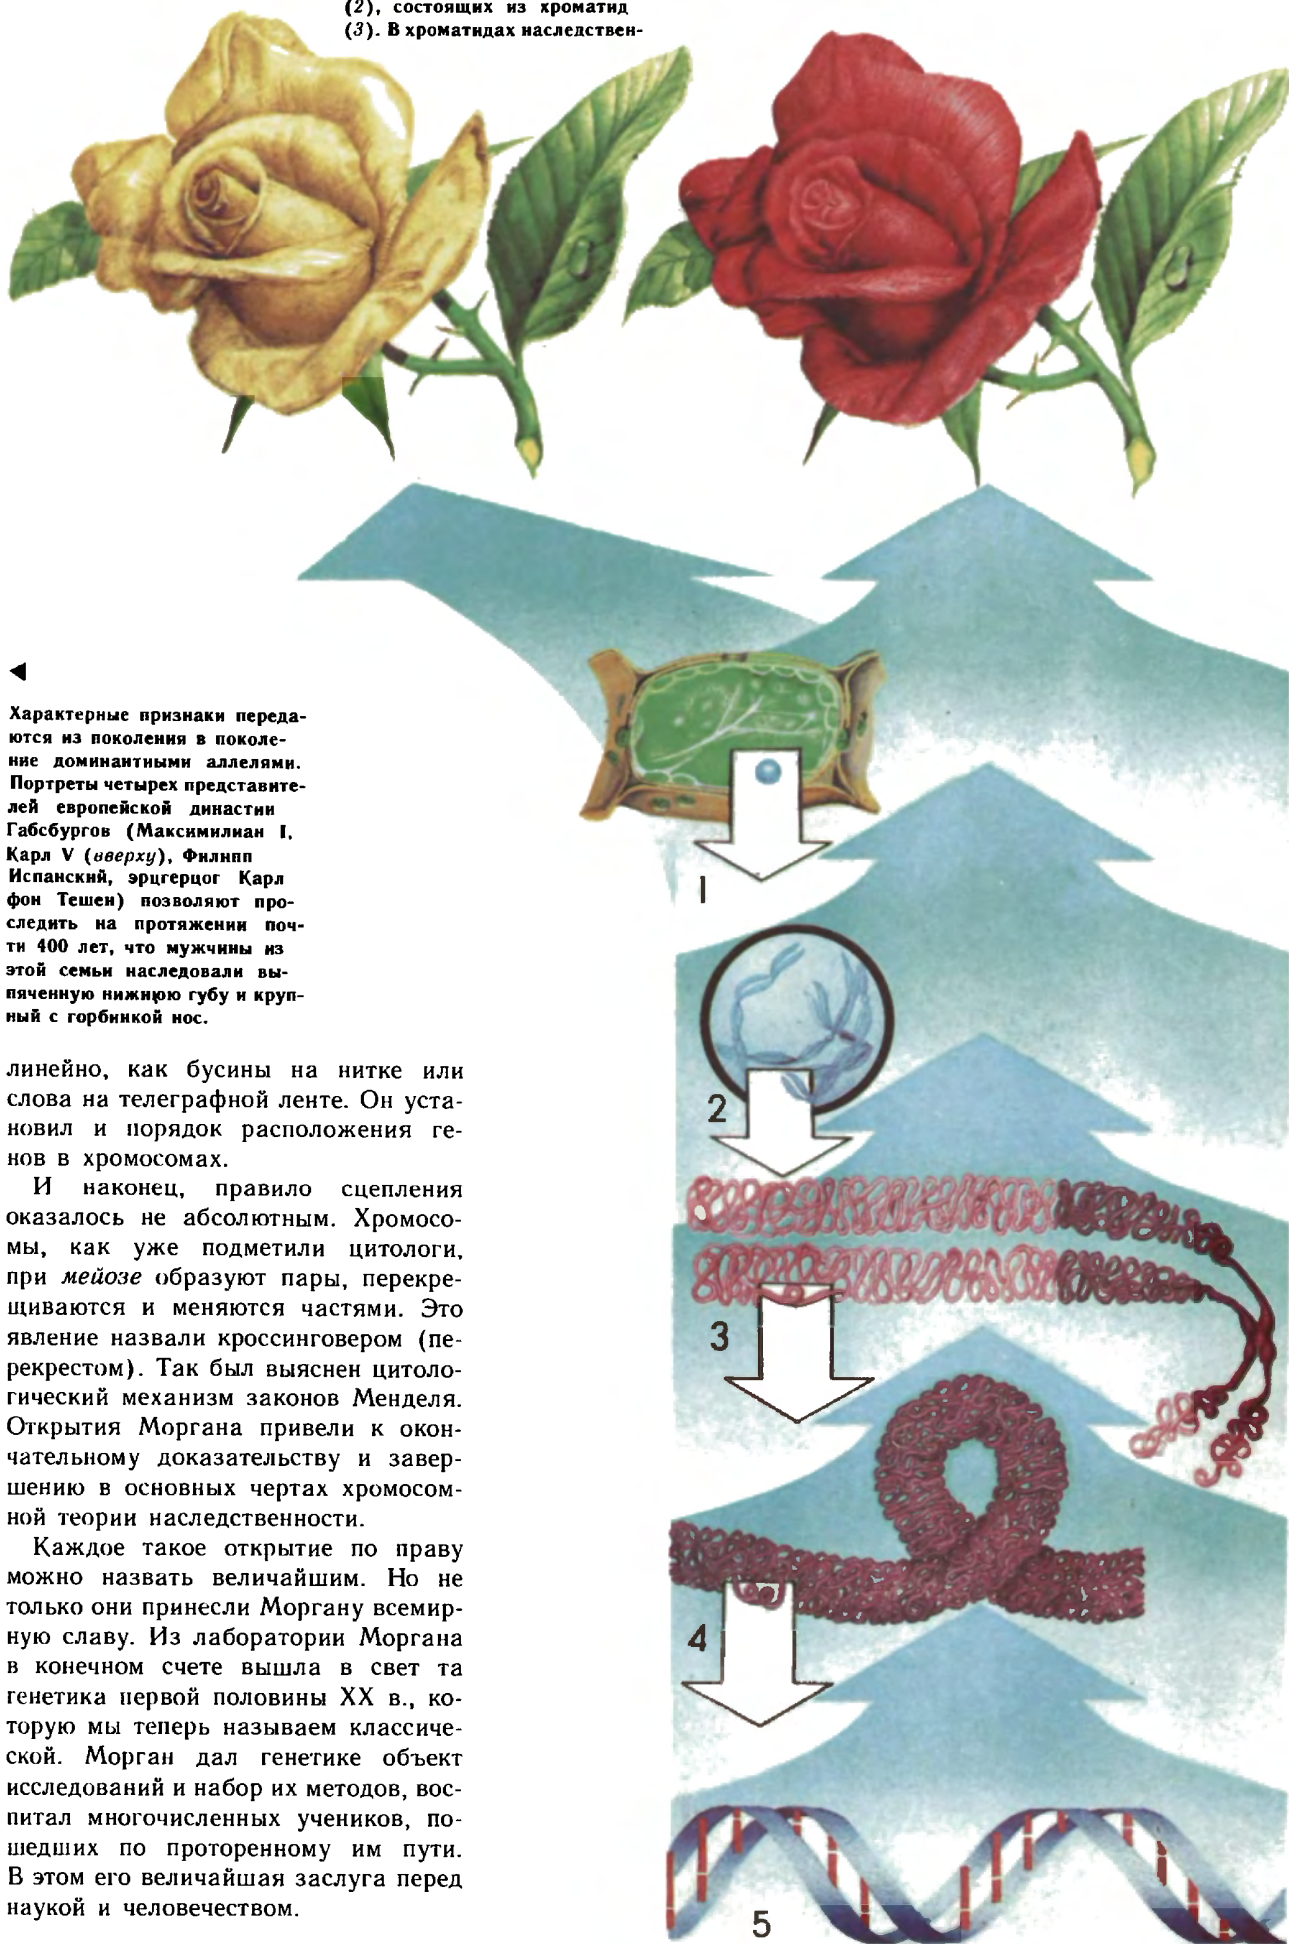 (2), состоящих из хроматид
(3). В хроматидах наследствен-
Характерные признаки переда-
ются из поколения в поколе-
ние доминантными аллелями.
Портреты четырех представите-
лей европейской династии
Габсбургов (Максимилиан I,
Карл V (вверху), Филипп
Испанский, эрцгерцог Карл
фон Тешен) позволяют про-
следить на протяжении поч-
ти 400 лет, что мужчины из
этой семьи наследовали вы-
пяченную нижнюю губу и круп-
ный с горбинкой нос.
линейно, как бусины на нитке или
слова на телеграфной ленте. Он уста-
новил и порядок расположения ге-
нов в хромосомах.
И наконец, правило сцепления
оказалось не абсолютным. Хромосо-
мы, как уже подметили цитологи,
при мейозе образуют пары, перекре-
щиваются и меняются частями. Это
явление назвали кроссинговером (пе-
рекрестом). Так был выяснен цитоло-
гический механизм законов Менделя.
Открытия Моргана привели к окон-
чательному доказательству и завер-
шению в основных чертах хромосом-
ной теории наследственности.
Каждое такое открытие по праву
можно назвать величайшим. Но не
только они принесли Моргану всемир-
ную славу. Из лаборатории Моргана
в конечном счете вышла в свет та
генетика первой половины XX в., ко-
торую мы теперь называем классиче-
ской. Морган дал генетике объект
исследований и набор их методов, вос-
питал многочисленных учеников, по-
шедших по проторенному им пути.
В этом его величайшая заслуга перед
наукой и человечеством.
1
2
3
4
5